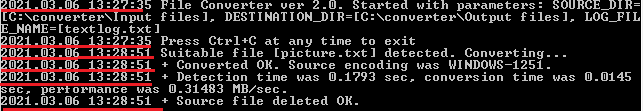 2021.03.06 13:27:35 File Converter ver 2.0. Started with parameters: SOURCE_DIR=
[C:\converter\Input files], DESTINATION_DIR=[C:\converter\Output files], LOG_FIL
E_NAME=[textlog.txt]
2021.03.06 13:27:35 Press Ctrl+C at any time to exit
2021.03.06 13:28:51 Suitable file [picture.txt] detected. Converting...
2021.03.06 13:28:51 + Converted OK. Source encoding was WINDOWS-1251.
2021.03.06 13:28:51 + Detection time was 0.1793 sec, conversion time was 0.0145
sec, performance was 0.31483 MB/sec.
2021.03.06 13:28:51 + Source file deleted OK.